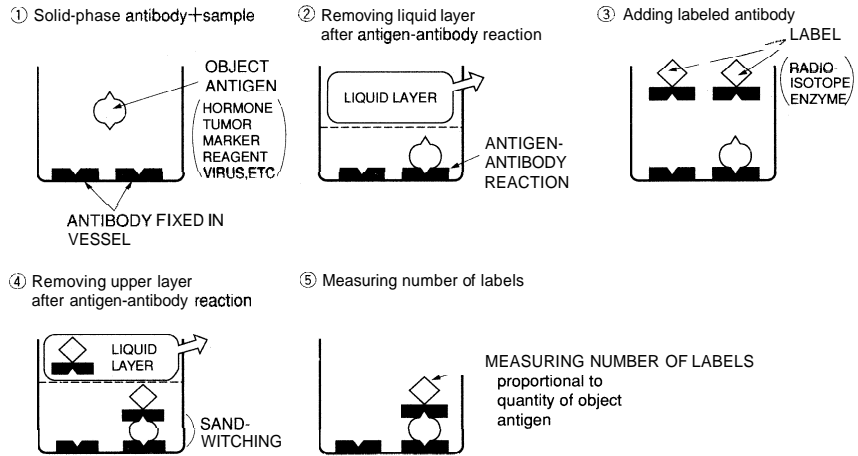 ① Solid-phase antibody+sample
OBJECT
ANTIGEN
(HORMONE
TUMOR
MARKER
REAGENT
VIRUS,ETC)
ANTIBODY FIXED IN
VESSEL
② Removing liquid layer
after antigen-antibody reaction
LIQUID LAYER
ANTIGEN-
ANTIBODY
REACTION
③ Adding labeled antibody
LABEL
(RADIO-
ISOTOPE
ENZYME)
④ Removing upper layer
after antigen-antibody reaction
LIQUID
LAYER
SAND-
WITCHING
⑤ Measuring number of labels
MEASURING NUMBER OF LABELS
proportional to
quantity of object
antigen